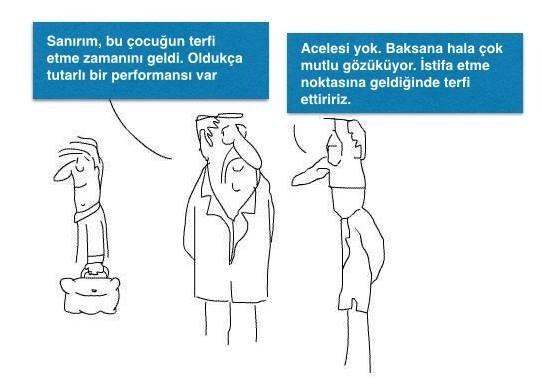 Sanırım, bu çocuğun terfi
etme zamanını geldi. Oldukça
tutarlı bir performansı var
Acelesi yok. Baksana hala çok
mutlu gözüküyor. İstifa etme
noktasına geldiğinde terfi
ettiririz.